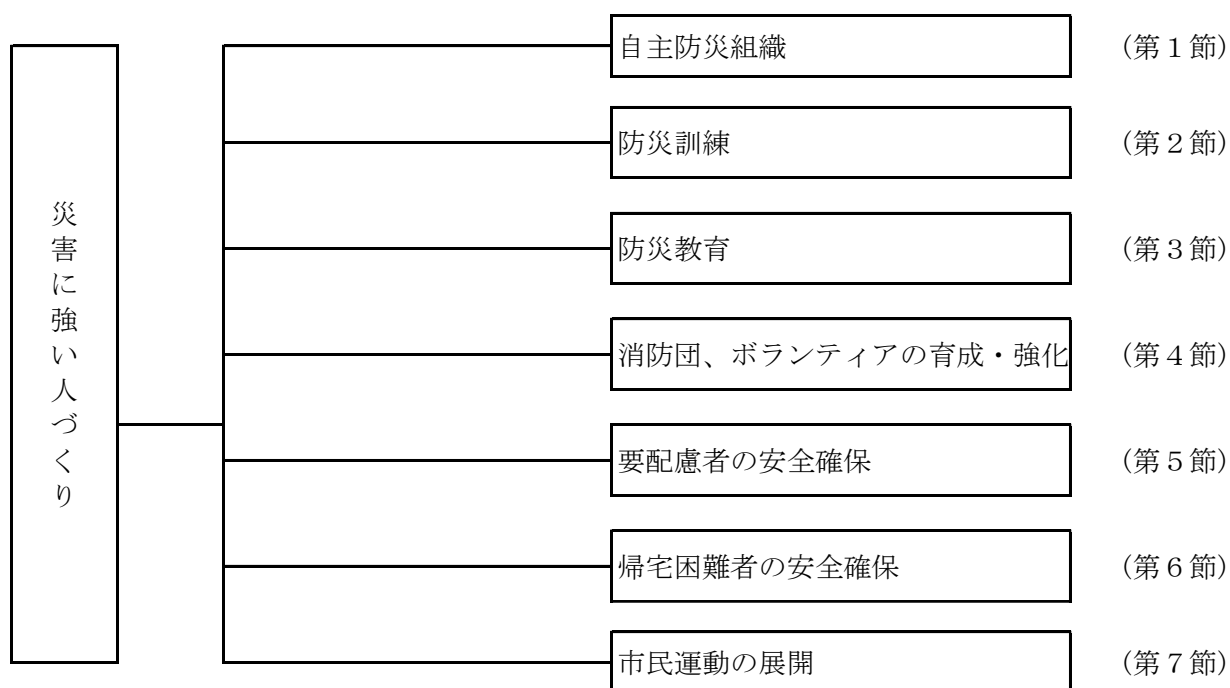 災害に強い人づくり
自主防災組織 (第1節)
防災訓練 (第2節)
防災教育 (第3節)
消防団、ボランティアの育成・強化 (第4節)
要配慮者の安全確保 (第5節)
帰宅困難者の安全確保 (第6節)
市民運動の展開 (第7節)